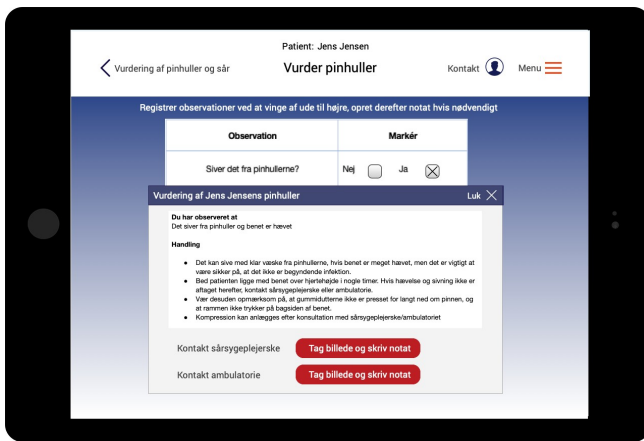 Patient: Jens Jensen
Vurdering af pinhuller og sår
Vurder pinhuller
Kontakt
Menu
Registrer observationer ved at vinge af ude til højre, opret derefter notat hvis nødvendigt
Observation
Markér
Siver det fra pinhullerne?
Nej
Ja
Vurdering af Jens Jensens pinhuller
Luk
Du har observeret at
Det siver fra pinhuller og benet er hævet
Handling
• Det kan sive med klar væske fra pinhullerne, hvis benet er meget hævet, men det er vigtigt at
være sikker på, at det ikke er begyndende infektion.
• Bed patienten ligge med benet over hjertehøjde i nogle timer. Hvis hævelse og sivning ikke er
aftaget herefter, kontakt sårsygeplejerske eller ambulatorie.
• Vær desuden opmærksom på, at gummidutterne ikke er presset for langt ned om pinnen, og
at rammen ikke trykker på bagsiden af benet.
• Kompression kan anlægges efter konsultation med sårsygeplejerske/ambulatoriet
Kontakt sårsygeplejerske
Tag billede og skriv notat
Kontakt ambulatorie
Tag billede og skriv notat